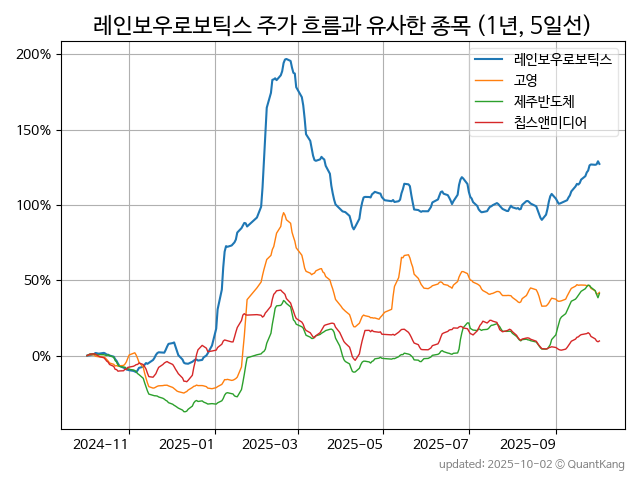 레인보우로보틱스 주가 흐름과 유사한 종목 (1년, 5일선)
200%
150%
100%
50%
0%
레인보우로보틱스
고영
제주반도체
칩스앤미디어
2024-11 2025-01 2025-03 2025-05 2025-07 2025-09
updated: 2025-10-02 © QuantKang